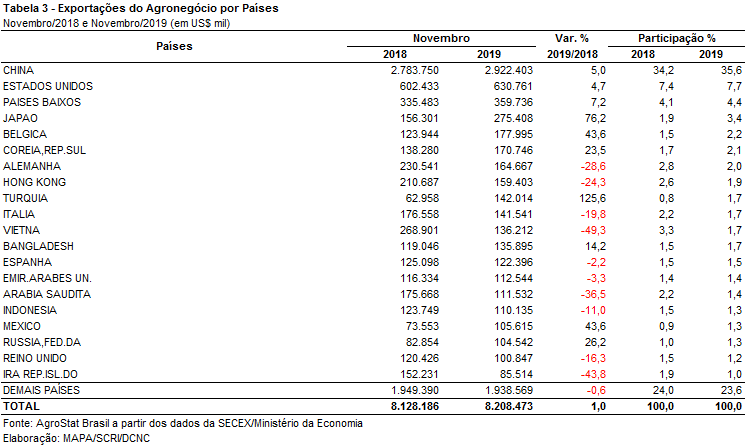 Tabela 3 - Exportações do Agronegócio por Países
Novembro/2018 e Novembro/2019 (em US$ mil)
Países Novembro Var. % Participação %
2018 2019 2019/2018 2018 2019
CHINA 2.783.750 2.922.403 5,0 34,2 35,6
ESTADOS UNIDOS 602.433 630.761 4,7 7,4 7,7
PAISES BAIXOS 335.483 359.736 7,2 4,1 4,4
JAPAO 156.301 275.408 76,2 1,9 3,4
BELGICA 123.944 177.995 43,6 1,5 2,2
COREIA,REP.SUL 138.280 170.746 23,5 1,7 2,1
ALEMANHA 230.541 164.667 -28,6 2,8 2,0
HONG KONG 210.687 159.403 -24,3 2,6 1,9
TURQUIA 62.958 142.014 125,6 0,8 1,7
ITALIA 176.558 141.541 -19,8 2,2 1,7
VIETNA 268.901 136.212 -49,3 3,3 1,7
BANGLADESH 119.046 135.895 14,2 1,5 1,7
ESPANHA 125.098 122.396 -2,2 1,5 1,5
EMIR.ARABES UN. 116.334 112.544 -3,3 1,4 1,4
ARABIA SAUDITA 175.668 111.532 -36,5 2,2 1,4
INDONESIA 123.749 110.135 -11,0 1,5 1,3
MEXICO 73.553 105.615 43,6 0,9 1,3
RUSSIA,FED.DA 82.854 104.542 26,2 1,0 1,3
REINO UNIDO 120.426 100.847 -16,3 1,5 1,2
IRA REP.ISL.DO 152.231 85.514 -43,8 1,9 1,0
DEMAIS PAÍSES 1.949.390 1.938.569 -0,6 24,0 23,6
TOTAL 8.128.186 8.208.473 1,0 100,0 100,0
Fonte: AgroStat Brasil a partir dos dados da SECEX/Ministério da Economia
Elaboração: MAPA/SCRI/DCNC